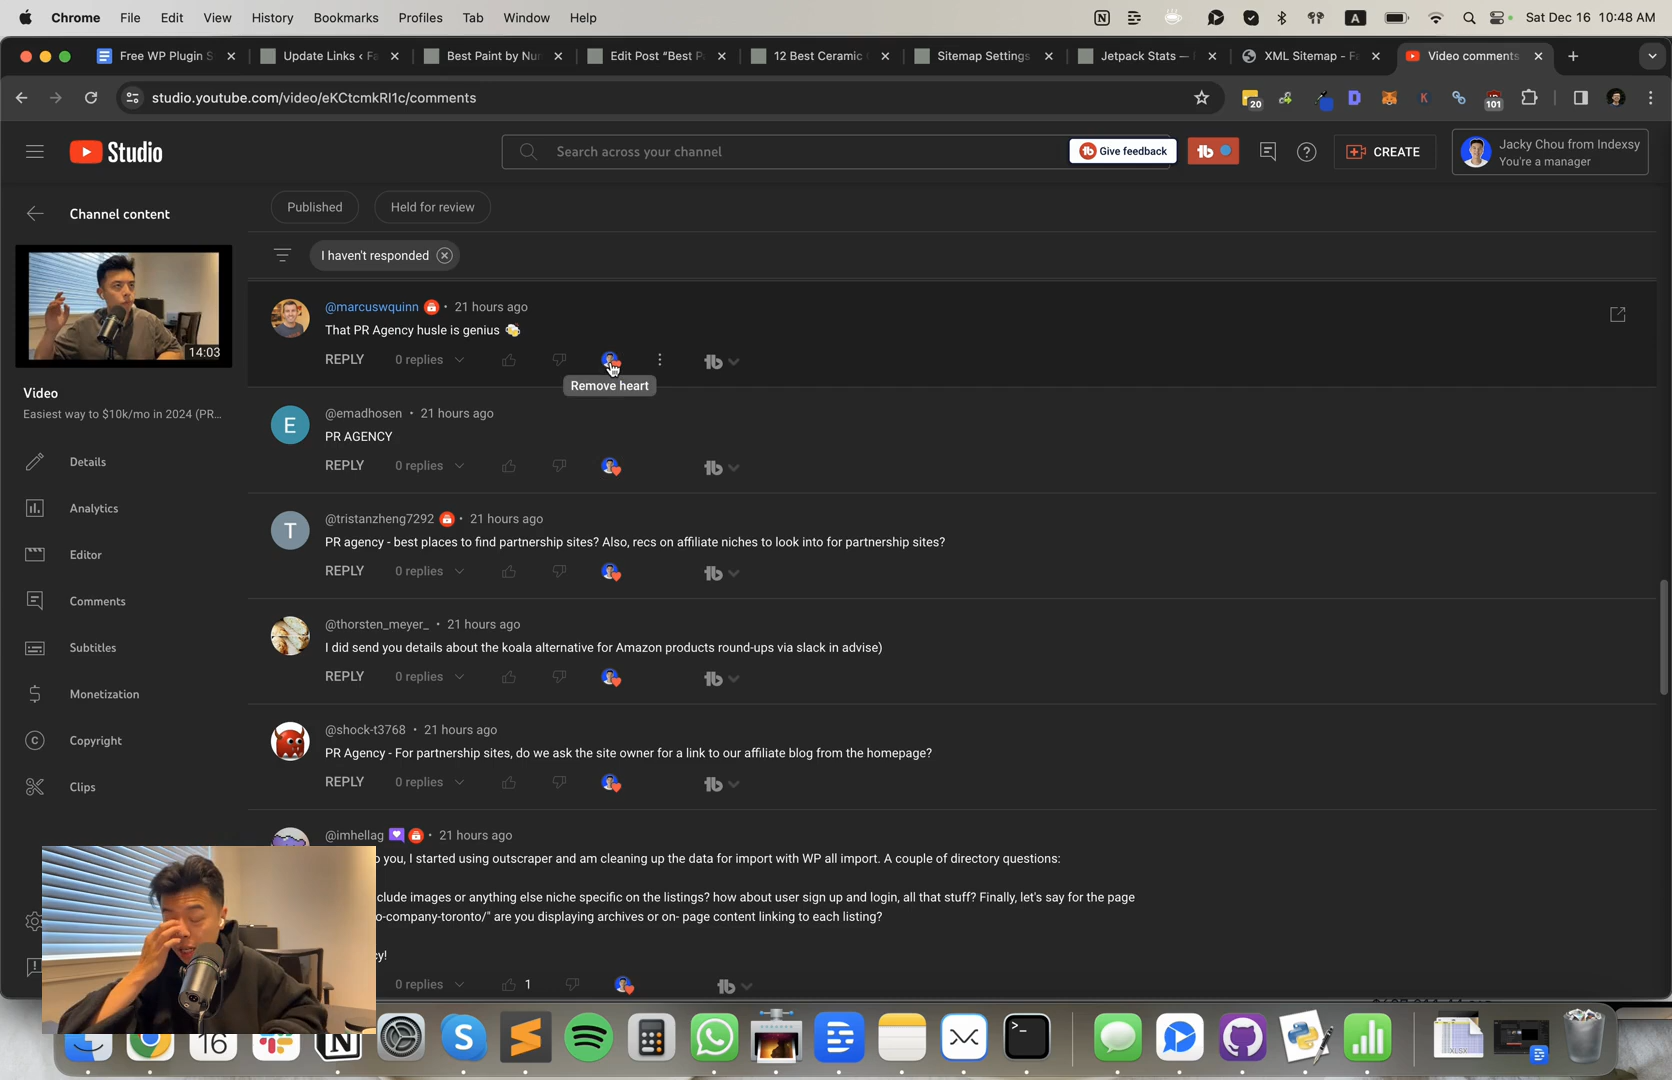 Chrome File Edit View History Bookmarks Profiles Tab Window Help A Sat Dec 16 10:48 AM
Free WP Plugin S Update Links ‹ Fa Best Paint by Nun Edit Post “Best P 12 Best Ceramic Sitemap Settings Jetpack Stats — XML Sitemap - Fa Video comments
studio.youtube.com/video/eKCtcmkRI1c/comments 20 D K 101
Studio Search across your channel Give feedback CREATE Jacky Chou from Indexsy
You're a manager
Channel content Published Held for review
I haven't responded
14:03
Video
Easiest way to $10k/mo in 2024 (PR...
Details
Analytics
Editor
Comments
Subtitles
Monetization
Copyright
Clips
@marcuswquinn • 21 hours ago
That PR Agency husle is genius
REPLY 0 replies
Remove heart
E @emadhosen • 21 hours ago
PR AGENCY
REPLY 0 replies
T @tristanzheng7292 • 21 hours ago
PR agency - best places to find partnership sites? Also, recs on affiliate niches to look into for partnership sites?
REPLY 0 replies
@thorsten_meyer_ • 21 hours ago
I did send you details about the koala alternative for Amazon products round-ups via slack in advise)
REPLY 0 replies
@shock-t3768 • 21 hours ago
PR Agency - For partnership sites, do we ask the site owner for a link to our affiliate blog from the homepage?
REPLY 0 replies
@imhellag • 21 hours ago
you, I started using outscraper and am cleaning up the data for import with WP all import. A couple of directory questions:
clude images or anything else niche specific on the listings? how about user sign up and login, all that stuff? Finally, let's say for the page
o-company-toronto/" are you displaying archives or on- page content linking to each listing?
y!
0 replies 1
16
XLSX